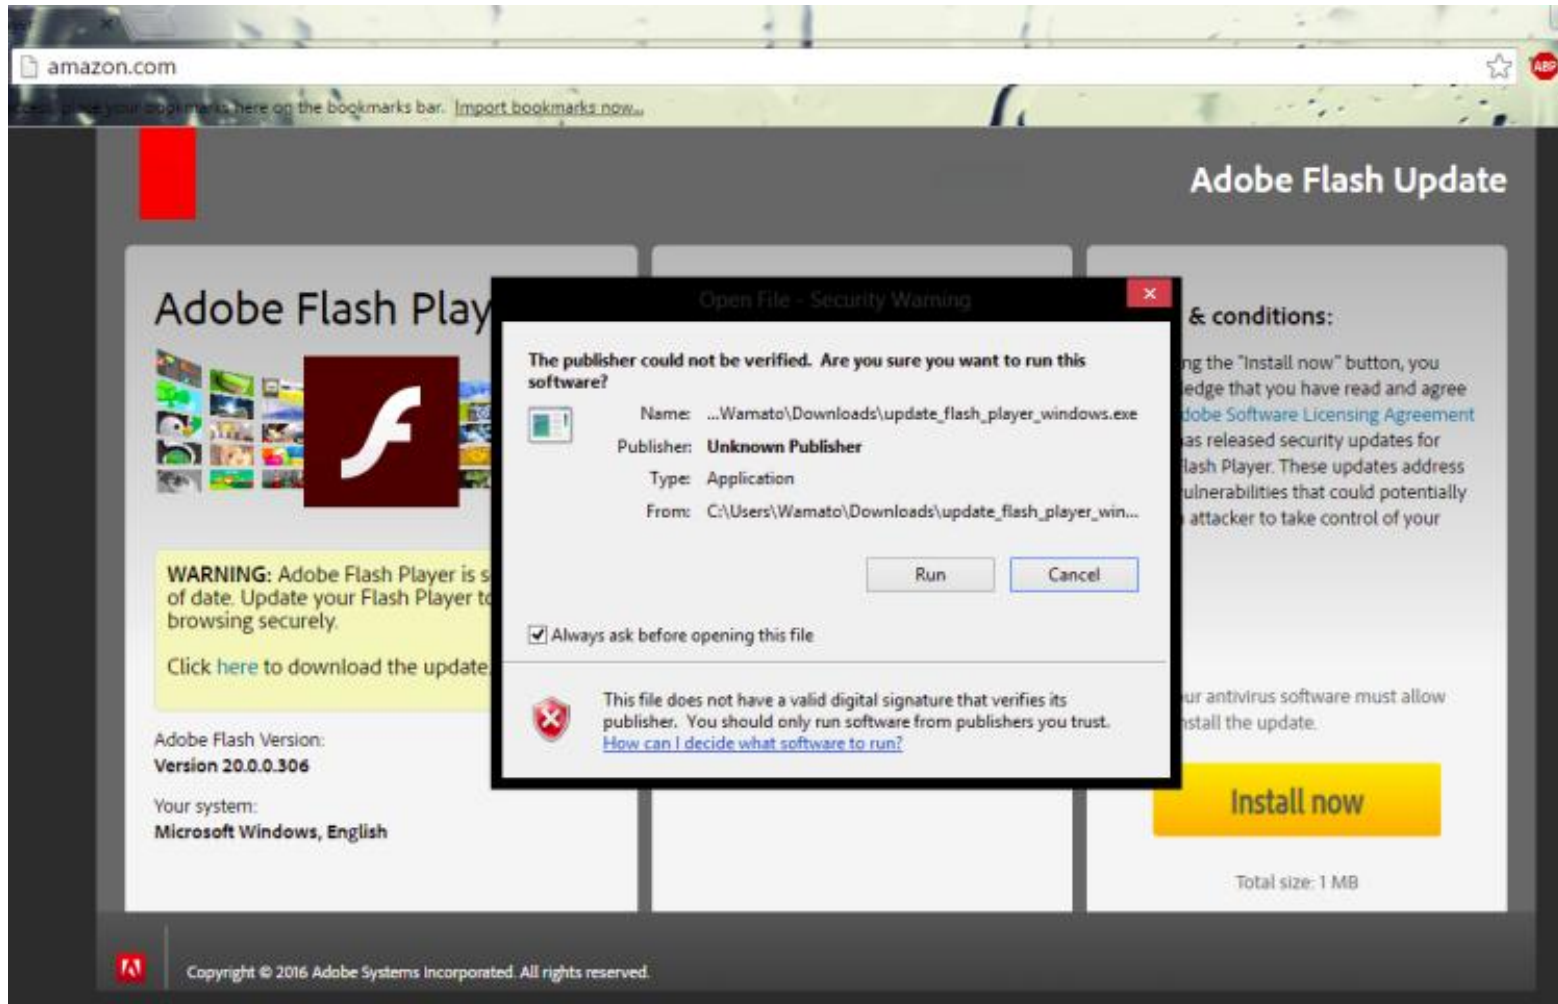 amazon.com
ABP
place your bookmarks here on the bookmarks bar. Import bookmarks now...
Adobe Flash Update
Adobe Flash Play
WARNING: Adobe Flash Player is s
of date. Update your Flash Player to
browsing securely.
Click here to download the update,
Adobe Flash Version:
Version 20.0.0.306
Your system:
Microsoft Windows, English
Open File - Security Warning
The publisher could not be verified. Are you sure you want to run this
software?
Name: ...Wamato\Downloads\update_flash_player_windows.exe
Publisher: Unknown Publisher
Type: Application
From: C:\Users\Wamato\Downloads\update_flash_player_win...
Run Cancel
Always ask before opening this file
This file does not have a valid digital signature that verifies its
publisher. You should only run software from publishers you trust.
How can I decide what software to run?
& conditions:
ng the "Install now" button, you
edge that you have read and agree
dobe Software Licensing Agreement
as released security updates for
lash Player. These updates address
ulnerabilities that could potentially
attacker to take control of your
ur antivirus software must allow
nstall the update.
Install now
Total size: 1 MB
Copyright © 2016 Adobe Systems Incorporated. All rights reserved.